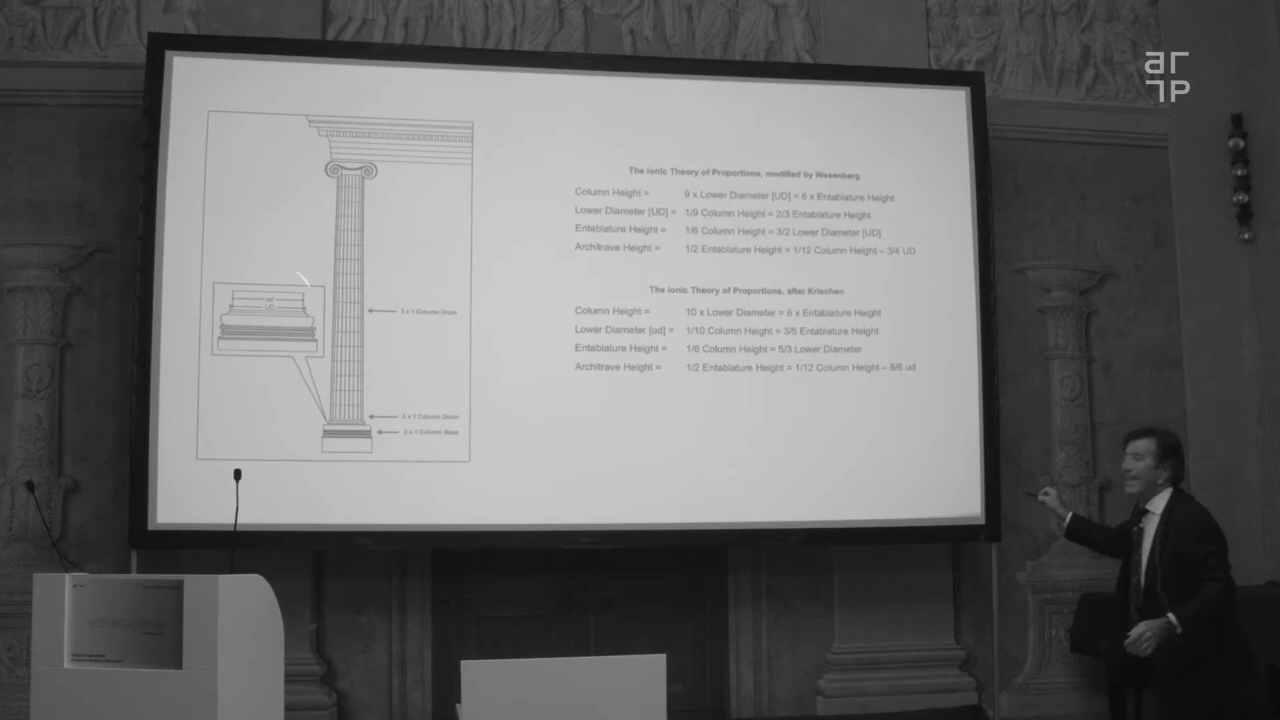 ar
1P
The Ionic Theory of Proportions, modified by Wesenberg
Column Height = 9 x Lower Diameter [UD] = 6 x Entablature Height
Lower Diameter [UD] = 1/9 Column Height = 2/3 Entablature Height
Entablature Height = 1/6 Column Height = 3/2 Lower Diameter [UD]
Architrave Height = 1/2 Entablature Height = 1/12 Column Height – 3/4 UD
The Ionic Theory of Proportions, after Krischen
Column Height = 10 x Lower Diameter = 6 x Entablature Height
Lower Diameter [ud] = 1/10 Column Height = 3/5 Entablature Height
Entablature Height = 1/6 Column Height = 5/3 Lower Diameter
Architrave Height = 1/2 Entablature Height = 1/12 Column Height – 5/6 ud
ud
UD
3 x 1 Column Drum
3 x 1 Column Drum
3 x 1 Column Base